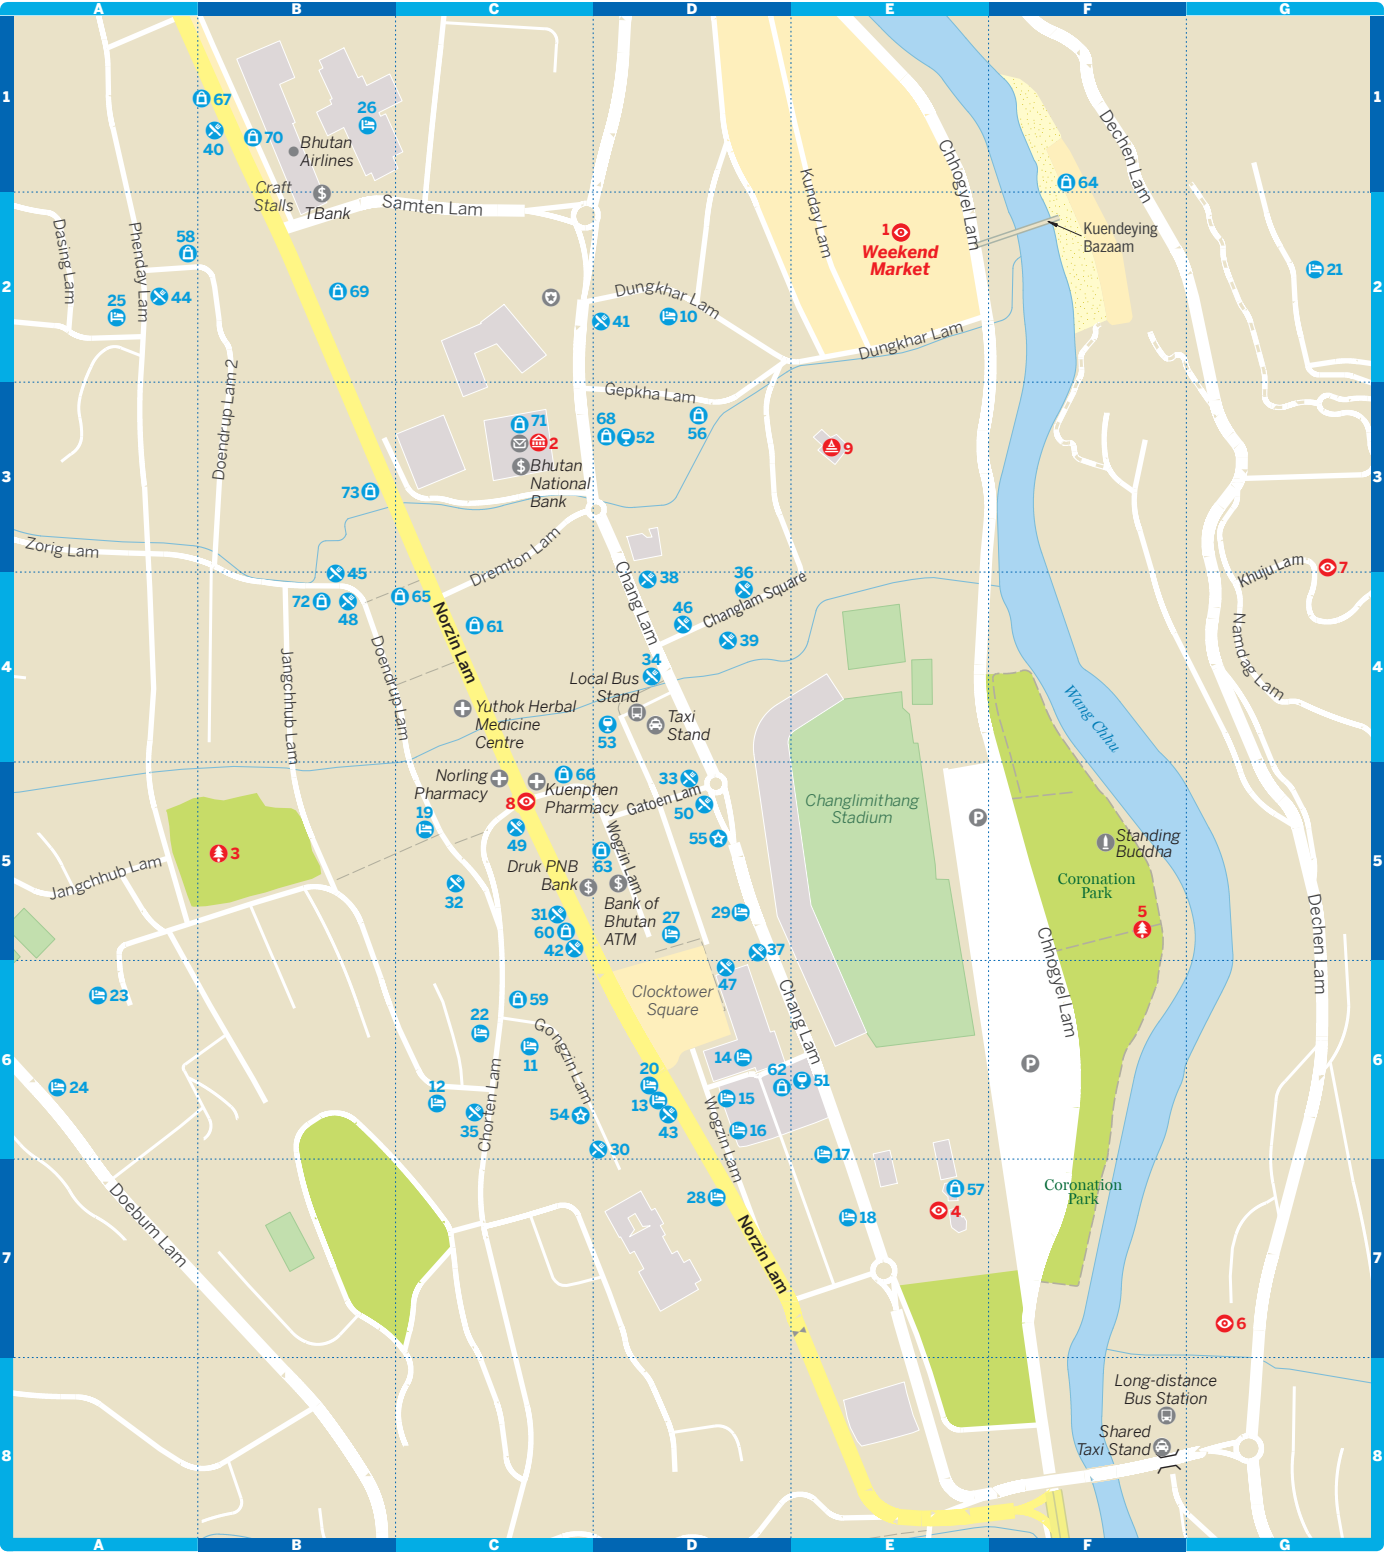 A B C D E F G
1 1
67
26
40
70
Bhutan
Airlines
Craft
Stalls
TBank
Samten Lam
Kunday Lam
Chhogyel Lam
Dechen Lam
64
Kuendeying
Bazaam
1
Weekend
Market
Dasing Lam
Phenday Lam
58
2 2
25
44
69
41
Dungkhar Lam
10
Dungkhar Lam
21
Doendrup Lam 2
Gepkha Lam
71
2
68
52
56
9
Bhutan
National
Bank
3 3
73
Zorig Lam
Dremton Lam
45
72
48
65
61
Norzin Lam
Chang Lam
38
36
Changlam Square
46
39
Khuju Lam
7
Namdag Lam
4 4
Jangchhub Lam
Doendrup Lam
34
Local Bus
Stand
Taxi
Stand
53
Yuthok Herbal
Medicine
Centre
Wang Chhu
Norling
Pharmacy
66
Kuenphen
Pharmacy
8
33
Gatoen Lam
50
55
Changlimithang
Stadium
P
Standing
Buddha
Coronation
Park
5
19
49
3
5 5
Jangchhub Lam
Wogzin Lam
63
Druk PNB
Bank
Bank of
Bhutan
ATM
32
31
60
42
27
29
37
47
Chhogyel Lam
Dechen Lam
23
59
Clocktower
Square
Chang Lam
22
11
Gongzin Lam
14
6 6
24
12
35
Chorten Lam
20
13
43
54
30
62
51
15
16
Wogzin Lam
P
17
57
4
28
18
Coronation
Park
Doebum Lam
Norzin Lam
7 7
6
Long-distance
Bus Station
Shared
Taxi Stand
8 8
A B C D E F G